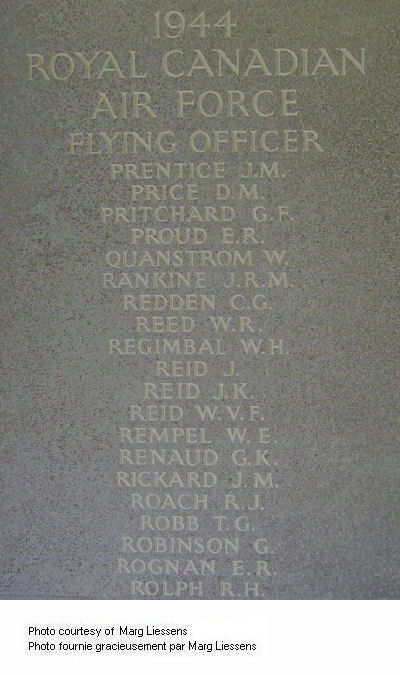 1944
ROYAL CANADIAN
AIR FORCE
FLYING OFFICER
PRENTICE J.M.
PRICE D.M.
PRITCHARD G.F.
PROUD E.R.
QUANSTROM W.
RANKINE J.R.M.
REDDEN C.G.
REED W.R.
REGIMBAL W.H.
REID J.
REID J.K.
REID W.V.F.
REMPEL W.E.
RENAUD G.K.
RICKARD J.M.
ROACH R.J.
ROBB T.G.
ROBINSON G.
ROGNAN E.R.
ROLPH R.H.
Photo courtesy of Marg Liessens
Photo fournie gracieusement par Marg Liessens